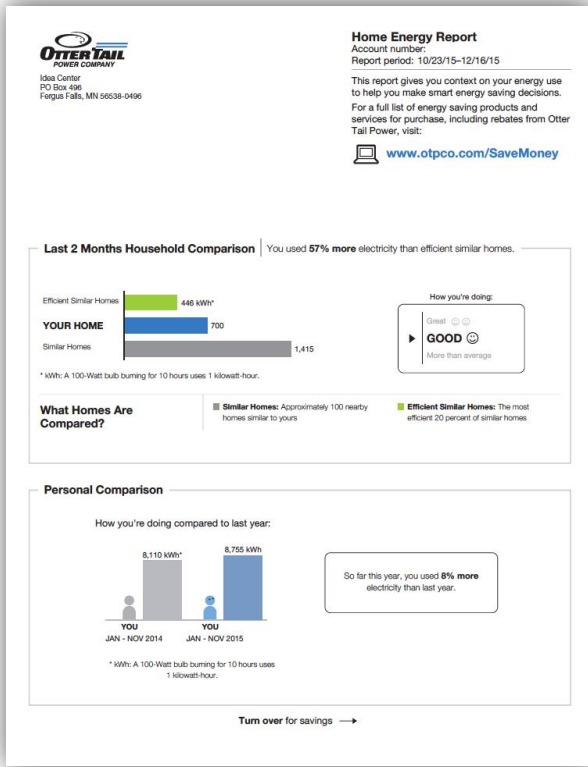 OTTER TAIL
POWER COMPANY
Idea Center
PO Box 496
Fergus Falls, MN 56538-0496
Home Energy Report
Account number:
Report period: 10/23/15–12/16/15
This report gives you context on your energy use
to help you make smart energy saving decisions.
For a full list of energy saving products and
services for purchase, including rebates from Otter
Tail Power, visit:
www.otpco.com/SaveMoney
Last 2 Months Household Comparison | You used 57% more electricity than efficient similar homes.
Efficient Similar Homes 446 kWh*
YOUR HOME 700
Similar Homes 1,415
* kWh: A 100-Watt bulb burning for 10 hours uses 1 kilowatt-hour.
How you're doing:
Great
GOOD
More than average
What Homes Are
Compared?
Similar Homes: Approximately 100 nearby
homes similar to yours
Efficient Similar Homes: The most
efficient 20 percent of similar homes
Personal Comparison
How you're doing compared to last year:
8,110 kWh*
8,755 kWh
YOU
JAN - NOV 2014
YOU
JAN - NOV 2015
* kWh: A 100-Watt bulb burning for 10 hours uses
1 kilowatt-hour.
So far this year, you used 8% more
electricity than last year.
Turn over for savings →